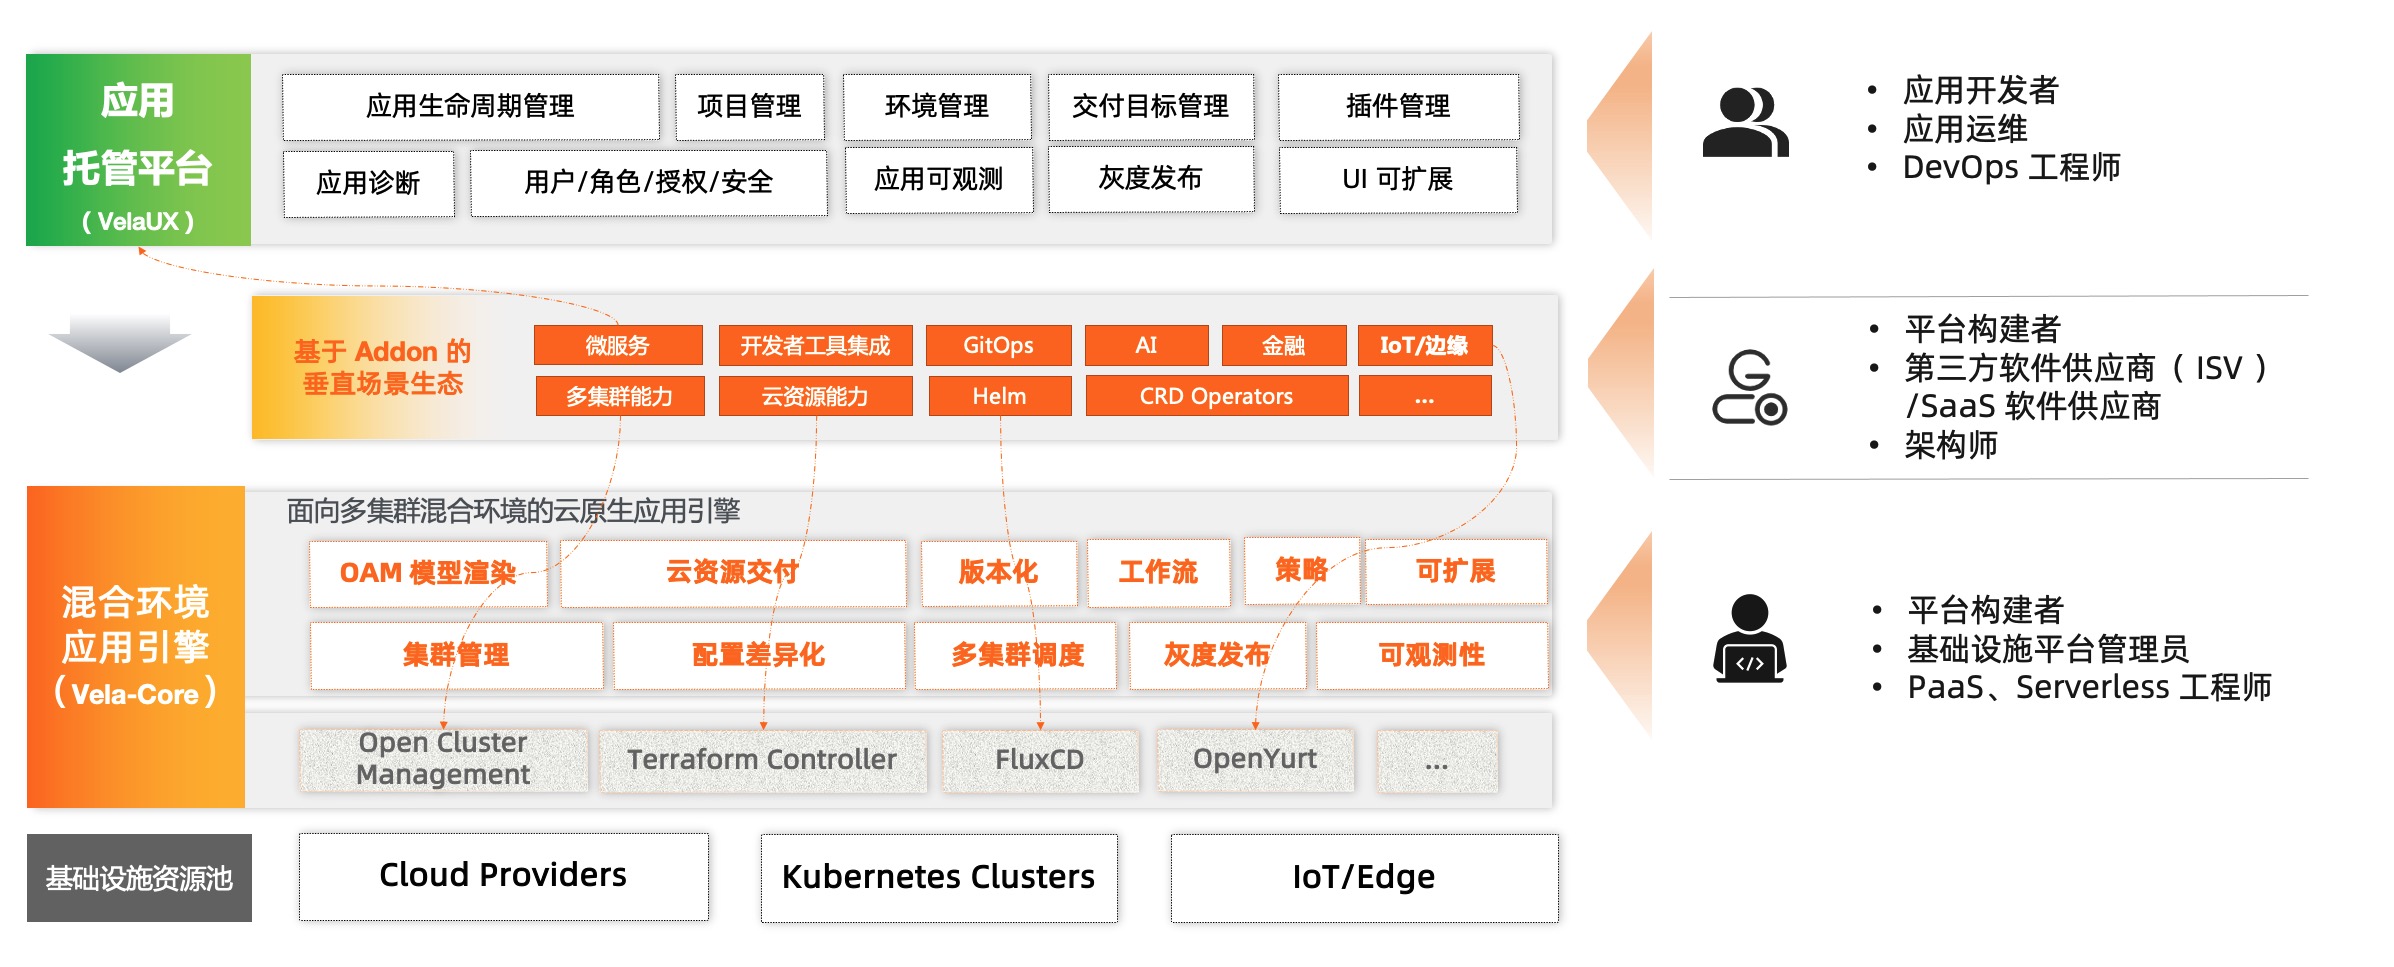 应用
托管平台
（VelaUX）
应用生命周期管理
项目管理
环境管理
交付目标管理
插件管理
应用诊断
用户/角色/授权/安全
应用可观测
灰度发布
UI 可扩展
• 应用开发者
• 应用运维
• DevOps 工程师
基于 Addon 的
垂直场景生态
微服务
开发者工具集成
GitOps
AI
金融
IoT/边缘
多集群能力
云资源能力
Helm
CRD Operators
...
• 平台构建者
• 第三方软件供应商（ ISV ）
/SaaS 软件供应商
• 架构师
混合环境
应用引擎
（Vela-Core）
面向多集群混合环境的云原生应用引擎
OAM 模型渲染
云资源交付
版本化
工作流
策略
可扩展
集群管理
配置差异化
多集群调度
灰度发布
可观测性
Open Cluster
Management
Terraform Controller
FluxCD
OpenYurt
...
• 平台构建者
• 基础设施平台管理员
• PaaS、Serverless 工程师
基础设施资源池
Cloud Providers
Kubernetes Clusters
IoT/Edge